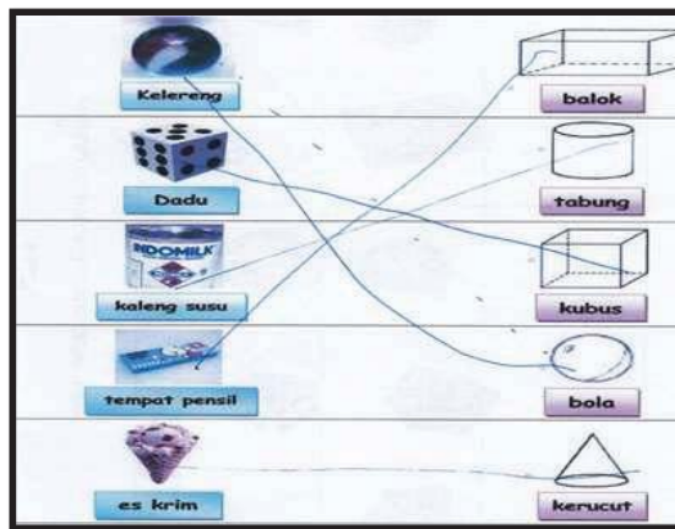 Kelereng
balok
Dadu
tabung
INDOMILK
kaleng susu
kubus
tempat pensil
bola
es krim
kerucut